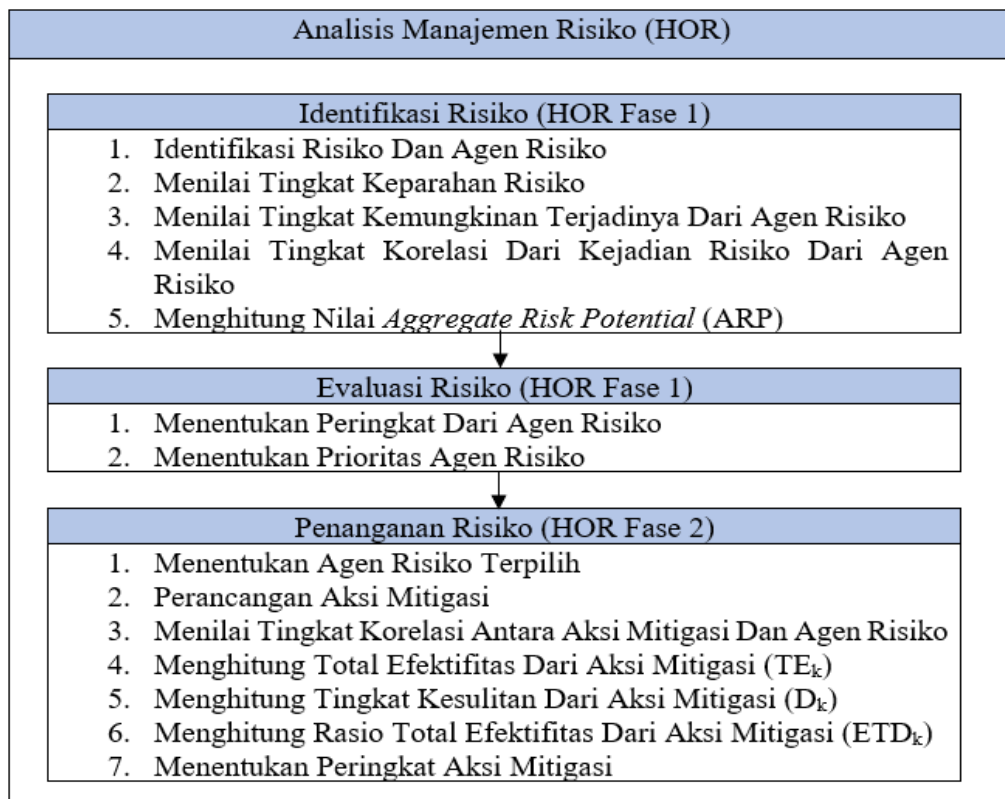 Analisis Manajemen Risiko (HOR)
Identifikasi Risiko (HOR Fase 1)
1. Identifikasi Risiko Dan Agen Risiko
2. Menilai Tingkat Keparahan Risiko
3. Menilai Tingkat Kemungkinan Terjadinya Dari Agen Risiko
4. Menilai Tingkat Korelasi Dari Kejadian Risiko Dari Agen
Risiko
5. Menghitung Nilai Aggregate Risk Potential (ARP)
Evaluasi Risiko (HOR Fase 1)
1. Menentukan Peringkat Dari Agen Risiko
2. Menentukan Prioritas Agen Risiko
Penanganan Risiko (HOR Fase 2)
1. Menentukan Agen Risiko Terpilih
2. Perancangan Aksi Mitigasi
3. Menilai Tingkat Korelasi Antara Aksi Mitigasi Dan Agen Risiko
4. Menghitung Total Efektifitas Dari Aksi Mitigasi (TEₖ)
5. Menghitung Tingkat Kesulitan Dari Aksi Mitigasi (Dₖ)
6. Menghitung Rasio Total Efektifitas Dari Aksi Mitigasi (ETDₖ)
7. Menentukan Peringkat Aksi Mitigasi